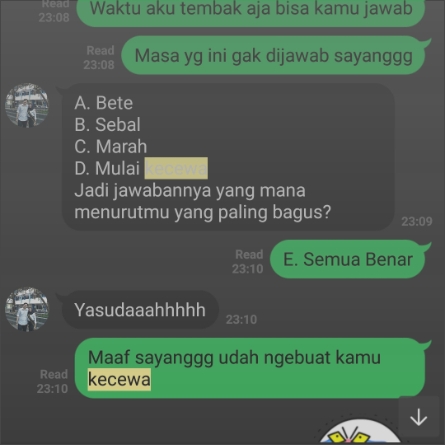 Read
23:08
Waktu aku tembak aja bisa kamu jawab
Read
23:08
Masa yg ini gak dijawab sayanggg
A. Bete
B. Sebal
C. Marah
D. Mulai kecewa
Jadi jawabannya yang mana
menurutmu yang paling bagus?
23:09
Read
23:10
E. Semua Benar
Yasudaaahhhhh
23:10
Read
23:10
Maaf sayanggg udah ngebuat kamu
kecewa